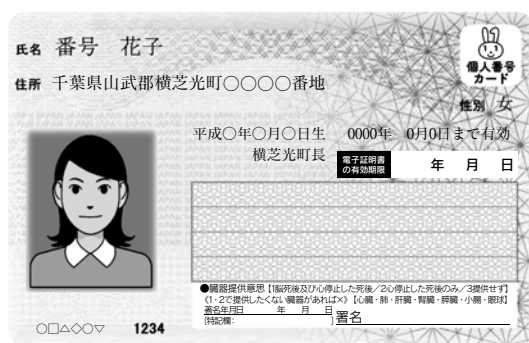 氏名 番号 花子
個人番号
カード
住所 千葉県山武郡横芝光町○○○○番地
性別 女
平成○年○月○日生 0000年 0月0日まで有効
横芝光町長
電子証明書
の有効期限
年 月 日
●臓器提供意思【1脳死後及び心停止した死後／2心停止した死後のみ／3提供せず】
《1・2で提供したくない臓器があれば×》【心臓・肺・肝臓・腎臓・膵臓・小腸・眼球】
署名年月日 年 月 日
[特記欄: ] 署名
○□△◇○▽ 1234